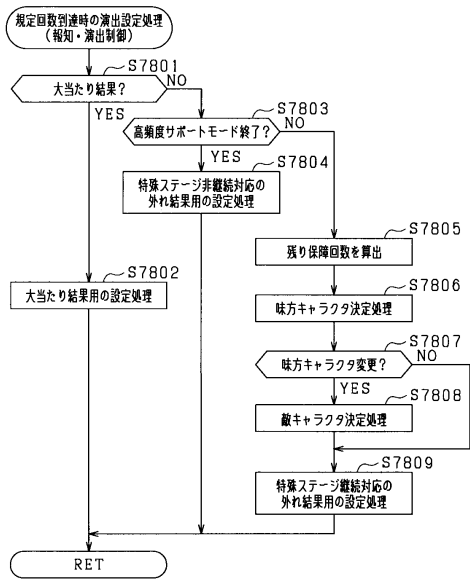 規定回数到達時の演出設定処理
(報知・演出制御)
S7801
大当たり結果?
NO
YES
S7803
高頻度サポートモード終了?
NO
YES
S7804
特殊ステージ非継続対応の
外れ結果用の設定処理
S7805
残り保障回数を算出
S7802
大当たり結果用の設定処理
S7806
味方キャラクタ決定処理
S7807
味方キャラクタ変更?
NO
YES
S7808
敵キャラクタ決定処理
S7809
特殊ステージ継続対応の
外れ結果用の設定処理
RET